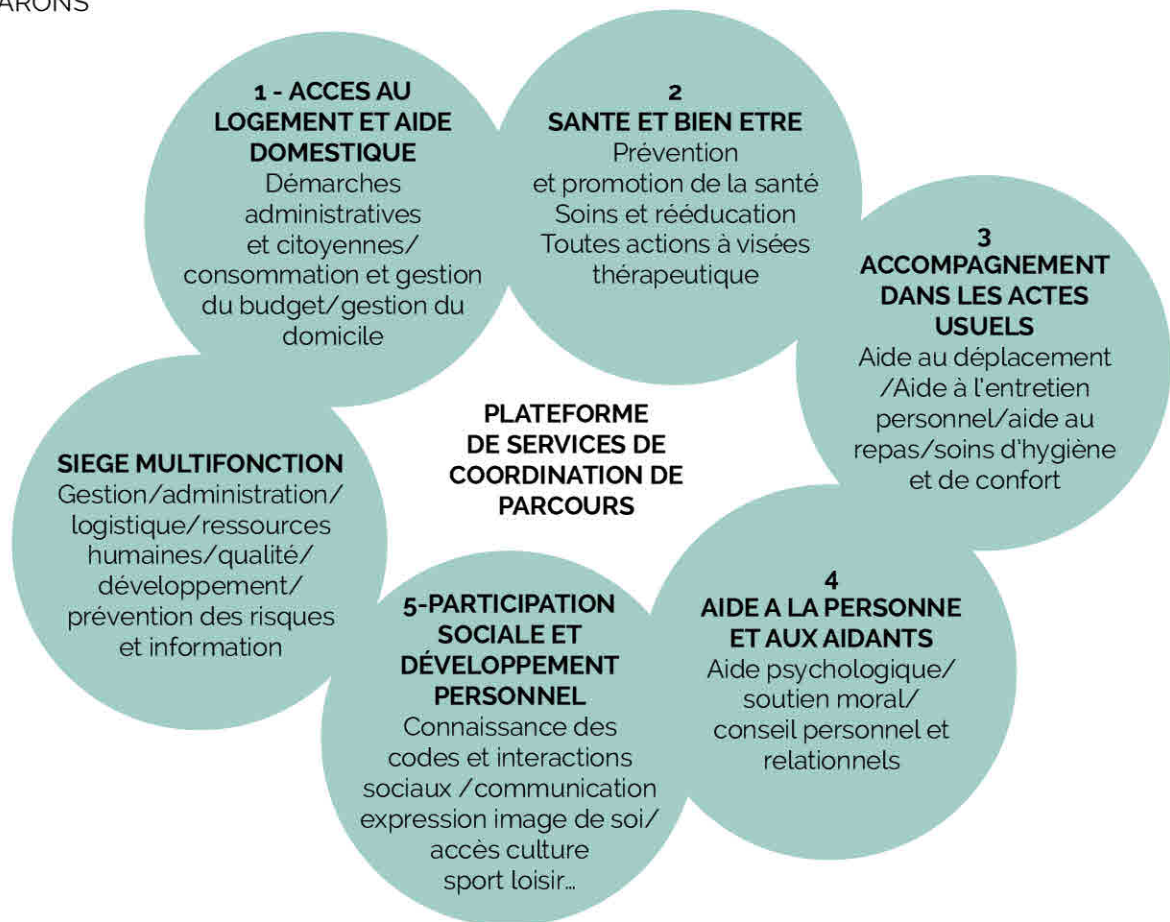 1 - ACCES AU
LOGEMENT ET AIDE
DOMESTIQUE
Démarches
administratives
et citoyennes/
consommation et gestion
du budget/gestion du
domicile
2
SANTE ET BIEN ETRE
Prévention
et promotion de la santé
Soins et rééducation
Toutes actions à visées
thérapeutique
3
ACCOMPAGNEMENT
DANS LES ACTES
USUELS
Aide au déplacement
/Aide à l'entretien
personnel/aide au
repas/soins d'hygiène
et de confort
PLATEFORME
DE SERVICES DE
COORDINATION DE
PARCOURS
SIEGE MULTIFONCTION
Gestion/administration/
logistique/ressources
humaines/qualité/
développement/
prévention des risques
et information
4
AIDE A LA PERSONNE
ET AUX AIDANTS
Aide psychologique/
soutien moral/
conseil personnel et
relationnels
5-PARTICIPATION
SOCIALE ET
DÉVELOPPEMENT
PERSONNEL
Connaissance des
codes et interactions
sociaux /communication
expression image de soi/
accès culture
sport loisir...